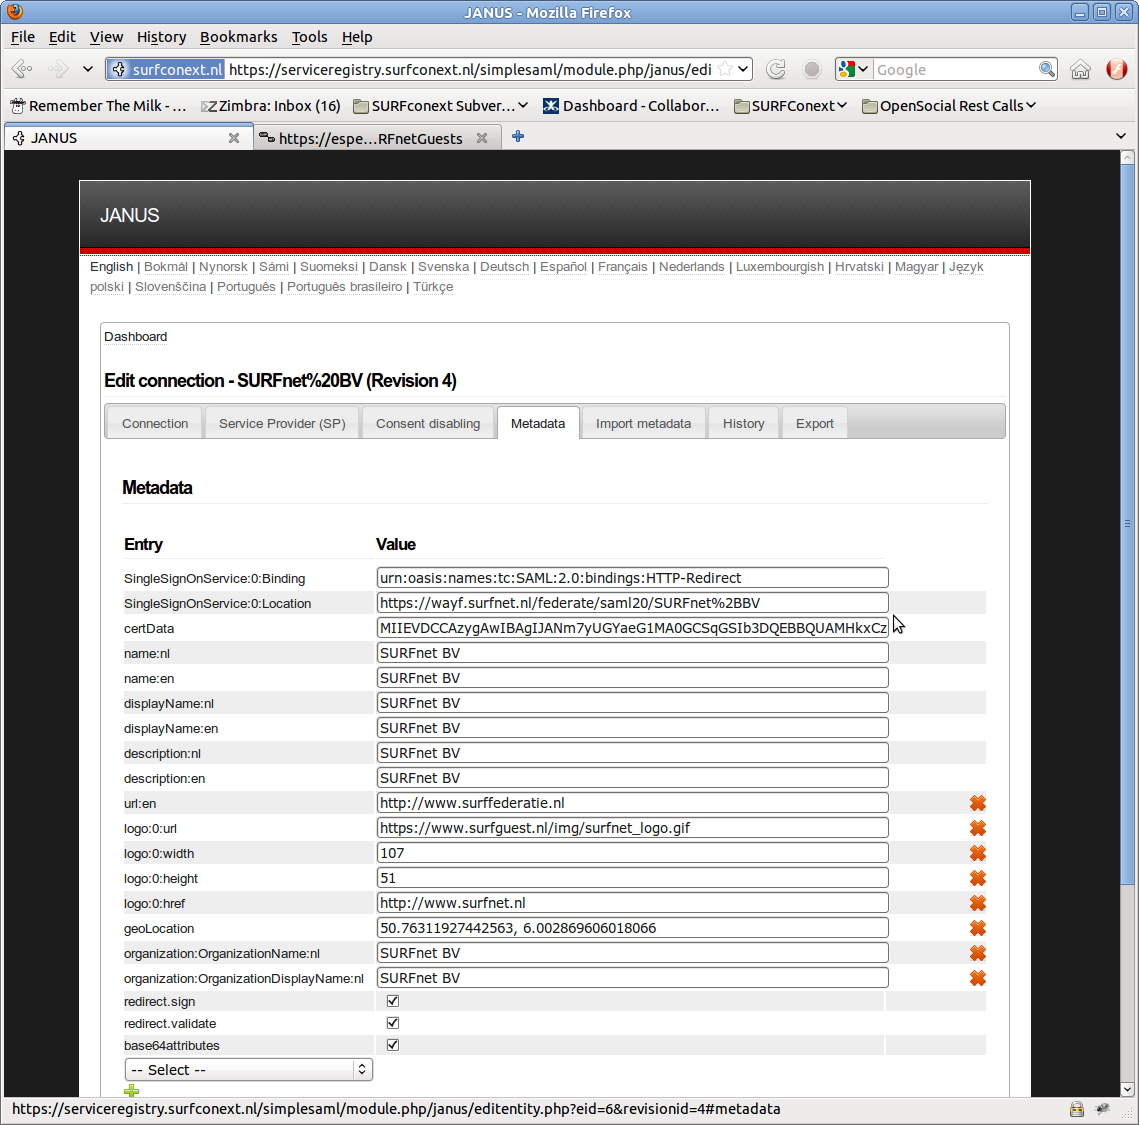 JANUS - Mozilla Firefox
File Edit View History Bookmarks Tools Help
surfconext.nl https://serviceregistry.surfconext.nl/simplesaml/module.php/janus/edi Google
Remember The Milk - ... Zimbra: Inbox (16) SURFconext Subver... Dashboard - Collabor... SURFConext OpenSocial Rest Calls
JANUS https://espe...RFnetGuests
JANUS
English | Bokmål | Nynorsk | Sámi | Suomeksi | Dansk | Svenska | Deutsch | Español | Français | Nederlands | Luxembourgish | Hrvatski | Magyar | Język
polski | Slovenščina | Português | Português brasileiro | Türkçe
Dashboard
Edit connection - SURFnet%20BV (Revision 4)
Connection Service Provider (SP) Consent disabling Metadata Import metadata History Export
Metadata
Entry Value
SingleSignOnService:0:Binding urn:oasis:names:tc:SAML:2.0:bindings:HTTP-Redirect
SingleSignOnService:0:Location https://wayf.surfnet.nl/federate/saml20/SURFnet%2BBV
certData MIIEVDCCAzygAwIBAgIJANm7yUGYaeG1MA0GCSqGSIb3DQEBBQUAMHkxCz
name:nl SURFnet BV
name:en SURFnet BV
displayName:nl SURFnet BV
displayName:en SURFnet BV
description:nl SURFnet BV
description:en SURFnet BV
url:en http://www.surffederatie.nl
logo:0:url https://www.surfguest.nl/img/surfnet_logo.gif
logo:0:width 107
logo:0:height 51
logo:0:href http://www.surfnet.nl
geoLocation 50.76311927442563, 6.002869606018066
organization:OrganizationName:nl SURFnet BV
organization:OrganizationDisplayName:nl SURFnet BV
redirect.sign
redirect.validate
base64attributes
-- Select --
https://serviceregistry.surfconext.nl/simplesaml/module.php/janus/editentity.php?eid=6&revisionid=4#metadata